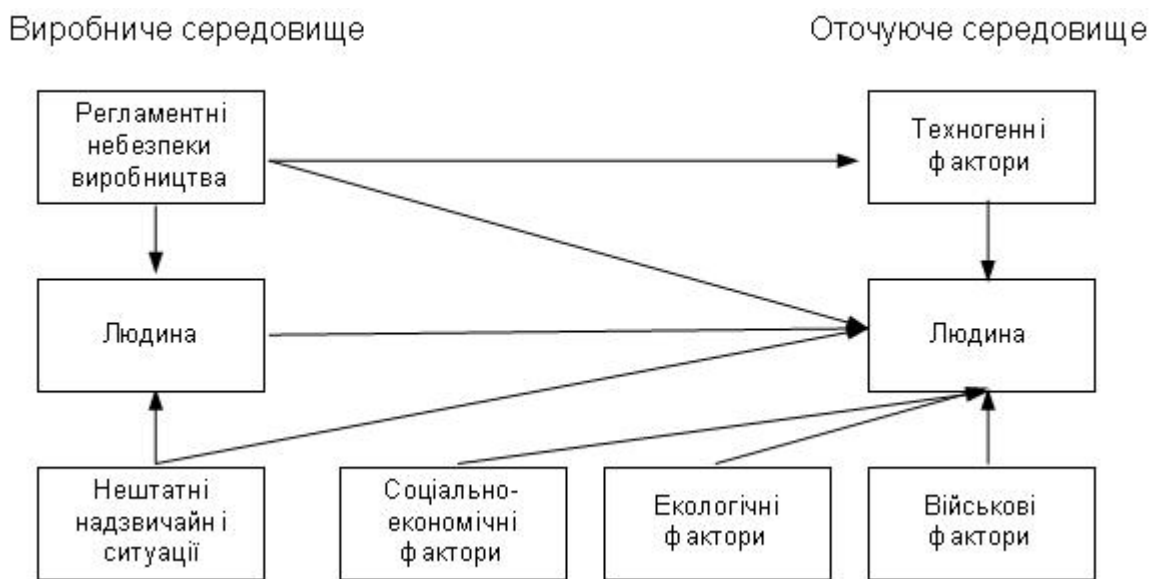 Виробниче середовище
Оточуюче середовище
Регламентні
небезпеки
виробництва
Техногенні
фактори
Людина
Людина
Нештатні
надзвичайні
ситуації
Соціально-
економічні
фактори
Екологічні
фактори
Військові
фактори